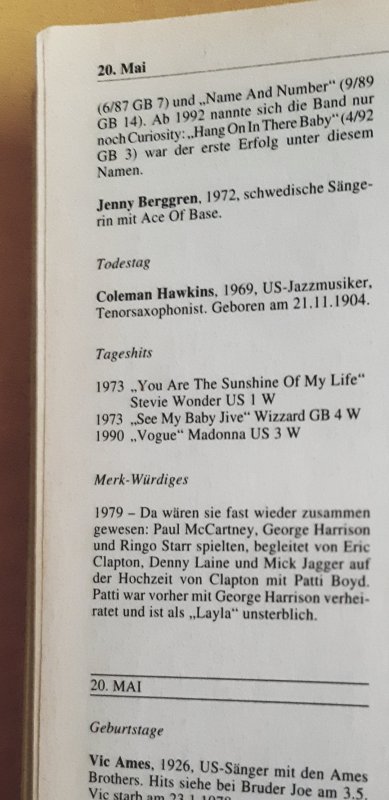 20. Mai
(6/87 GB 7) und „Name And Number“ (9/89
GB 14). Ab 1992 nannte sich die Band nur
noch Curiosity: „Hang On In There Baby“ (4/92
GB 3) war der erste Erfolg unter diesem
Namen.
Jenny Berggren, 1972, schwedische Sänge-
rin mit Ace Of Base.
Todestag
Coleman Hawkins, 1969, US-Jazzmusiker,
Tenorsaxophonist. Geboren am 21.11.1904.
Tageshits
1973 „You Are The Sunshine Of My Life“
Stevie Wonder US 1 W
1973 „See My Baby Jive“ Wizzard GB 4 W
1990 „Vogue“ Madonna US 3 W
Merk-Würdiges
1979 – Da wären sie fast wieder zusammen
gewesen: Paul McCartney, George Harrison
und Ringo Starr spielten, begleitet von Eric
Clapton, Denny Laine und Mick Jagger auf
der Hochzeit von Clapton mit Patti Boyd.
Patti war vorher mit George Harrison verhei-
ratet und ist als „Layla“ unsterblich.
20. MAI
Geburtstage
Vic Ames, 1926, US-Sänger mit den Ames
Brothers. Hits siehe bei Bruder Joe am 3.5.
Vic starb am 23.1.1978